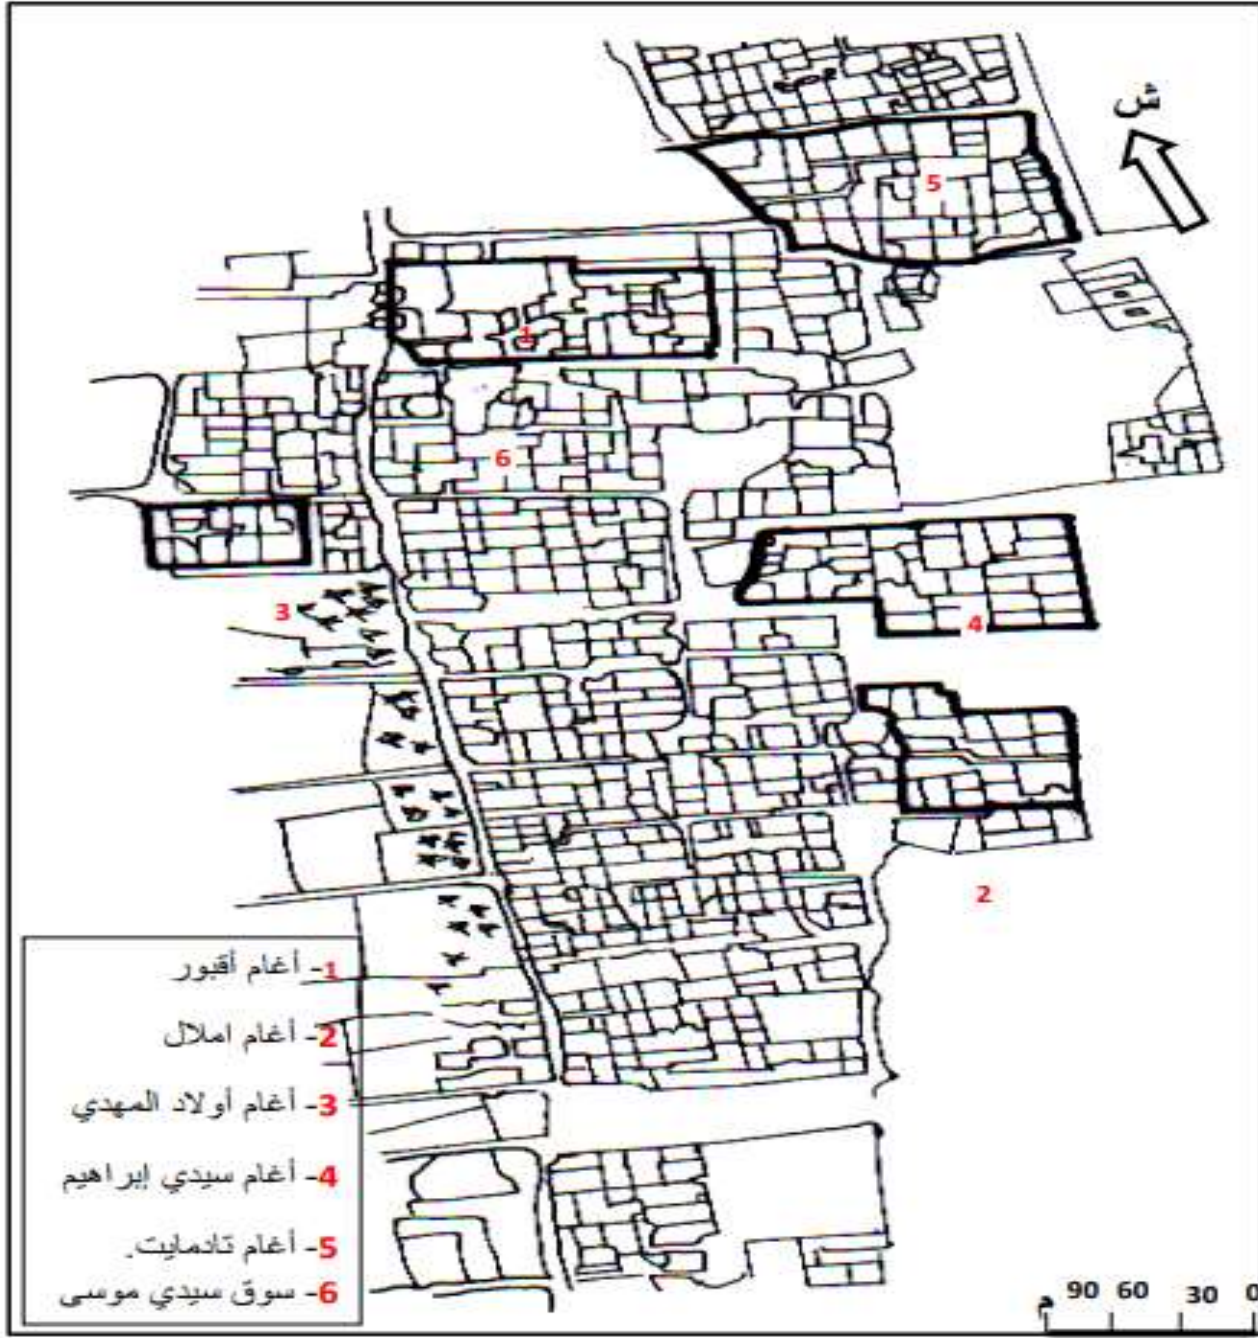 ش
5
1
6
3
4
2
1- أغام أقبور
2- أغام املال
3- أغام أولاد المهدي
4- أغام سيدي إبراهيم
5- أغام تادمايت.
6- سوق سيدي موسى
م 90 60 30 0